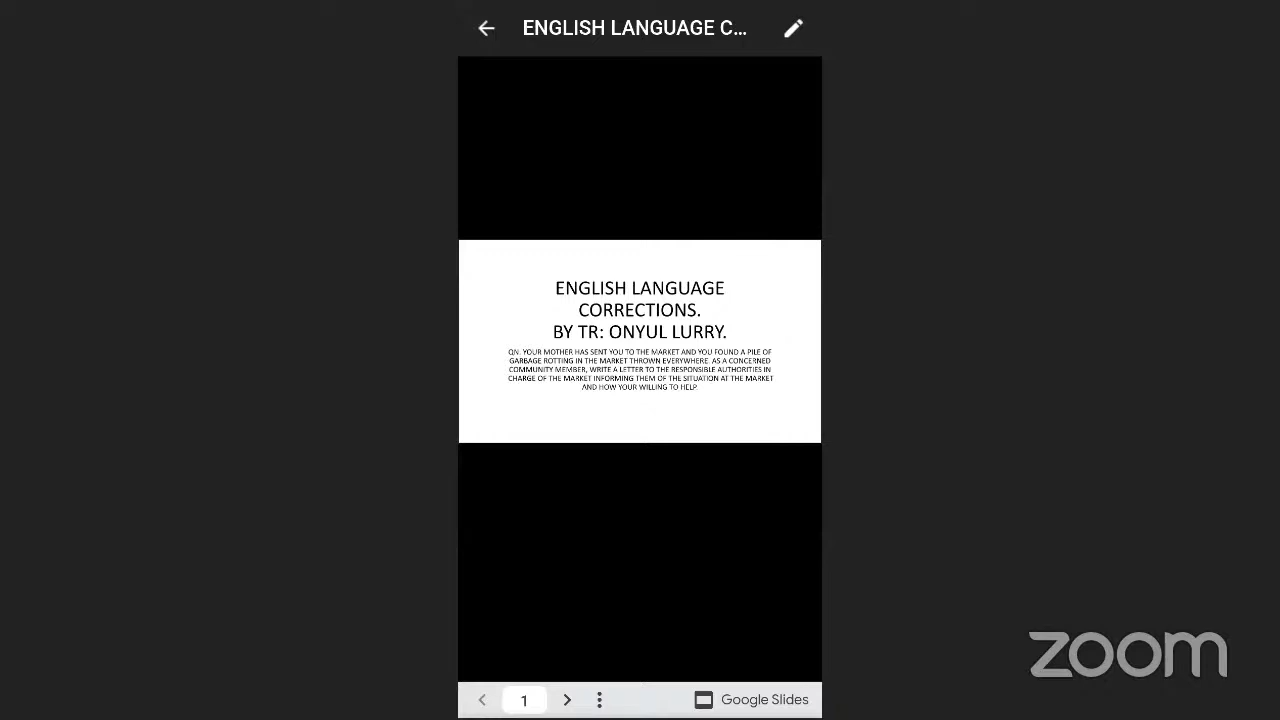 ENGLISH LANGUAGE C...
ENGLISH LANGUAGE
CORRECTIONS.
BY TR: ONYUL LURRY.
QN. YOUR MOTHER HAS SENT YOU TO THE MARKET AND YOU FOUND A PILE OF
GARBAGE ROTTING IN THE MARKET THROWN EVERYWHERE. AS A CONCERNED
COMMUNITY MEMBER, WRITE A LETTER TO THE RESPONSIBLE AUTHORITIES IN
CHARGE OF THE MARKET INFORMING THEM OF THE SITUATION AT THE MARKET
AND HOW YOUR WILLING TO HELP.
zoom
1
Google Slides